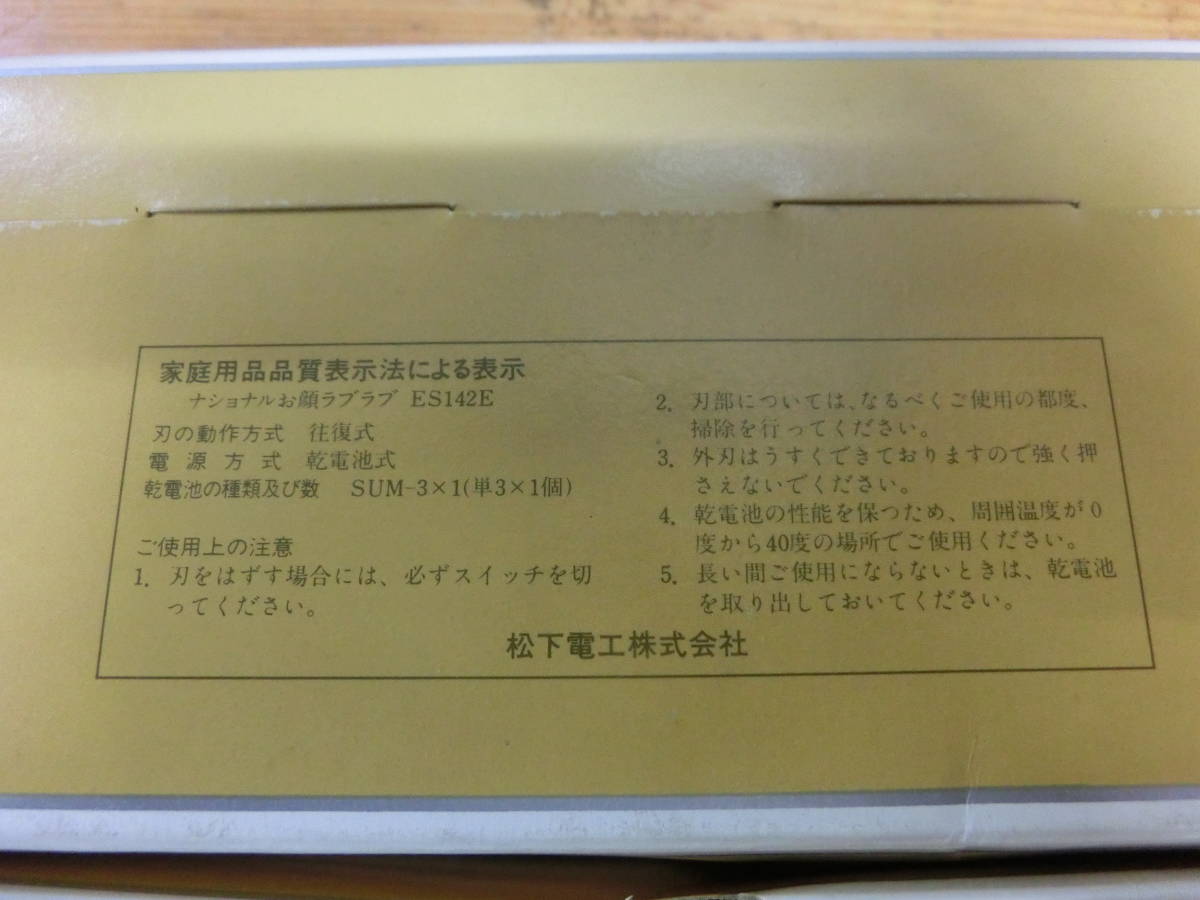 家庭用品品質表示法による表示
ナショナルお顔ラブラブ ES142E
刃の動作方式 往復式
電源方式 乾電池式
乾電池の種類及び数 SUM-3×1(単3×1個)
ご使用上の注意
1. 刃をはずす場合には、必ずスイッチを切
ってください。
2. 刃部については、なるべくご使用の都度、
掃除を行ってください。
3. 外刃はうすくできておりますので強く押
さえないでください。
4. 乾電池の性能を保つため、周囲温度が0
度から40度の場所でご使用ください。
5. 長い間ご使用にならないときは、乾電池
を取り出しておいてください。
松下電工株式会社